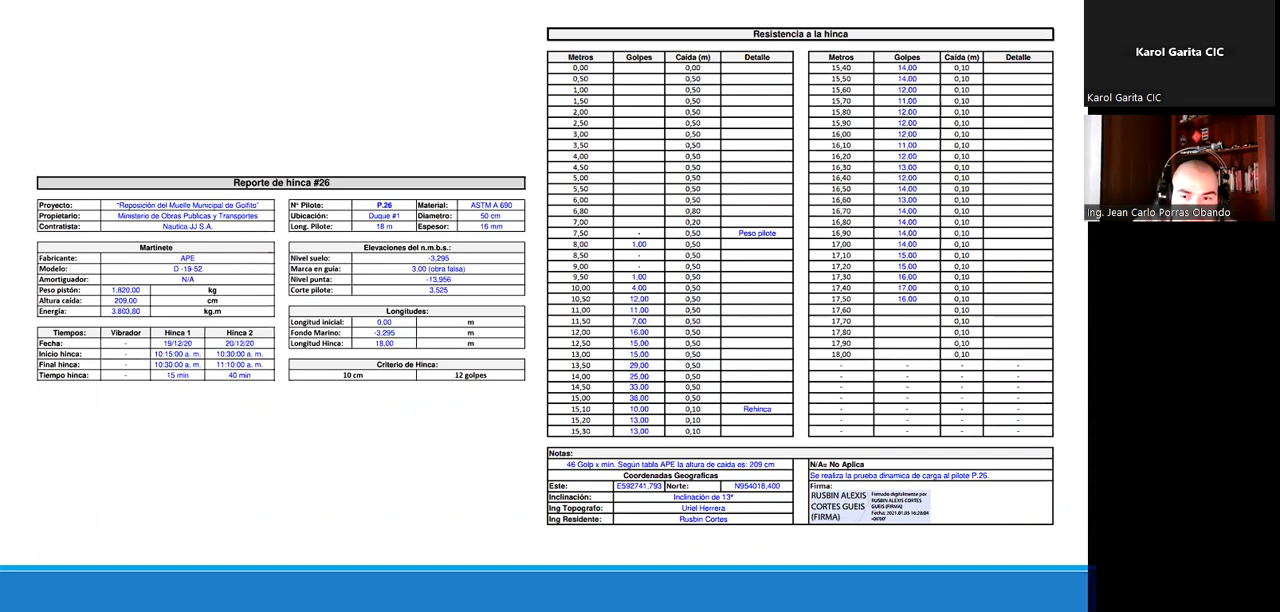 Reporte de hinca #26
Proyecto: "Reposición del Muelle Municipal de Golfito"
Propietario: Ministerio de Obras Publicas y Transportes
Contratista: Nautica JJ S.A.
N° Pilote: P.26 Material: ASTM A 690
Ubicación: Duque #1 Diametro: 50 cm
Long. Pilote: 18 m Espesor: 16 mm
Martinete
Fabricante: APE
Modelo: D -19-52
Amortiguador: N/A
Peso pistón: 1.820,00 kg
Altura caída: 209,00 cm
Energía: 3.803,80 kg.m
Elevaciones del n.m.b.s.:
Nivel suelo: -3,295
Marca en guía: 3,00 (obra falsa)
Nivel punta: -13,956
Corte pilote: 3,525
Longitudes:
Longitud inicial: 0,00 m
Fondo Marino: -3,295 m
Longitud Hinca: 18,00 m
Tiempos: Vibrador Hinca 1 Hinca 2
Fecha: - 19/12/20 20/12/20
Inicio hinca: - 10:15:00 a. m. 10:30:00 a. m.
Final hinca: - 10:30:00 a. m. 11:10:00 a. m.
Tiempo hinca: - 15 min 40 min
Criterio de Hinca:
10 cm 12 golpes
Resistencia a la hinca
Metros Golpes Caída (m) Detalle
0,00 0,00
0,50 0,50
1,00 0,50
1,50 0,50
2,00 0,50
2,50 0,50
3,00 0,50
3,50 0,50
4,00 0,50
4,50 0,50
5,00 0,50
5,50 0,50
6,00 0,50
6,80 0,80
7,00 0,20
7,50 - 0,50 Peso pilote
8,00 1,00 0,50
8,50 - 0,50
9,00 - 0,50
9,50 1,00 0,50
10,00 4,00 0,50
10,50 12,00 0,50
11,00 11,00 0,50
11,50 7,00 0,50
12,00 16,00 0,50
12,50 15,00 0,50
13,00 15,00 0,50
13,50 29,00 0,50
14,00 25,00 0,50
14,50 33,00 0,50
15,00 38,00 0,50
15,10 10,00 0,10 Rehinca
15,20 13,00 0,10
15,30 13,00 0,10
Metros Golpes Caída (m) Detalle
15,40 14,00 0,10
15,50 14,00 0,10
15,60 12,00 0,10
15,70 11,00 0,10
15,80 12,00 0,10
15,90 12,00 0,10
16,00 12,00 0,10
16,10 11,00 0,10
16,20 12,00 0,10
16,30 13,00 0,10
16,40 12,00 0,10
16,50 14,00 0,10
16,60 13,00 0,10
16,70 14,00 0,10
16,80 14,00 0,10
16,90 14,00 0,10
17,00 14,00 0,10
17,10 15,00 0,10
17,20 15,00 0,10
17,30 16,00 0,10
17,40 17,00 0,10
17,50 16,00 0,10
17,60 0,10
17,70 0,10
17,80 0,10
17,90 0,10
18,00 0,10
- - - -
- - - -
- - - -
- - - -
- - - -
- - - -
- - - -
Notas:
46 Golp x min. Según tabla APE la altura de caida es: 209 cm
Coordenadas Geograficas
Este: E592741,793 Norte: N954018,400
Inclinación: Inclinación de 13°
Ing Topografo: Uriel Herrera
Ing Residente: Rusbin Cortes
N/A= No Aplica
Se realiza la prueba dinamica de carga al pilote P.26.
Firma:
RUSBIN ALEXIS
CORTES GUEIS
(FIRMA)
Firmado digitalmente por
RUSBIN ALEXIS CORTES
GUEIS (FIRMA)
Fecha: 2021.01.05 16:28:04
Karol Garita CIC
Karol Garita CIC
Ing. Jean Carlo Porras Obando